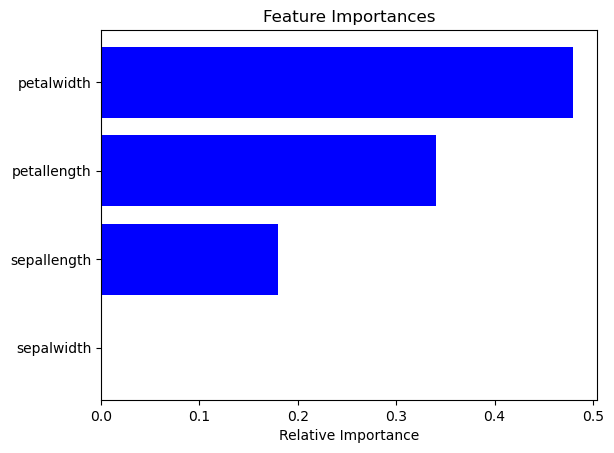 Feature Importances
petalwidth
petallength
sepallength
sepalwidth
0.0 0.1 0.2 0.3 0.4 0.5
Relative Importance